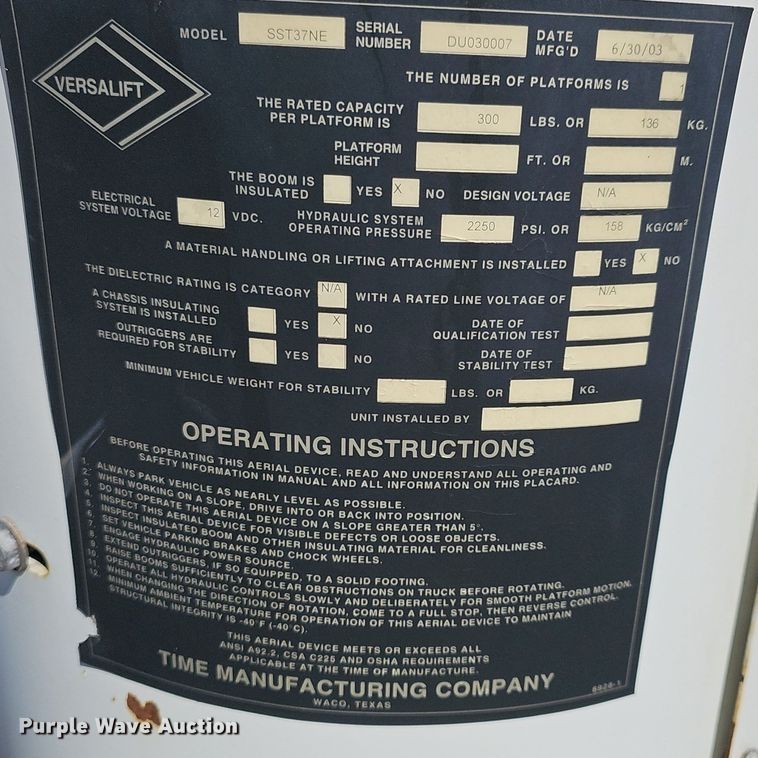 VERSALIFT
MODEL SST37NE SERIAL NUMBER DU030007 DATE MFG'D 6/30/03
THE NUMBER OF PLATFORMS IS 1
THE RATED CAPACITY PER PLATFORM IS 300 LBS. OR 136 KG.
PLATFORM HEIGHT FT. OR M.
THE BOOM IS INSULATED YES X NO DESIGN VOLTAGE N/A
ELECTRICAL SYSTEM VOLTAGE 12 VDC. HYDRAULIC SYSTEM OPERATING PRESSURE 2250 PSI. OR 158 KG/CM²
A MATERIAL HANDLING OR LIFTING ATTACHMENT IS INSTALLED YES X NO
THE DIELECTRIC RATING IS CATEGORY N/A WITH A RATED LINE VOLTAGE OF N/A
A CHASSIS INSULATING SYSTEM IS INSTALLED YES X NO DATE OF QUALIFICATION TEST
OUTRIGGERS ARE REQUIRED FOR STABILITY YES NO DATE OF STABILITY TEST
MINIMUM VEHICLE WEIGHT FOR STABILITY LBS. OR KG.
UNIT INSTALLED BY
OPERATING INSTRUCTIONS
1. BEFORE OPERATING THIS AERIAL DEVICE, READ AND UNDERSTAND ALL OPERATING AND
SAFETY INFORMATION IN MANUAL AND ALL INFORMATION ON THIS PLACARD.
2. ALWAYS PARK VEHICLE AS NEARLY LEVEL AS POSSIBLE.
3. WHEN WORKING ON A SLOPE, DRIVE INTO OR BACK INTO POSITION.
4. DO NOT OPERATE THIS AERIAL DEVICE ON A SLOPE GREATER THAN 5°.
5. INSPECT THIS AERIAL DEVICE FOR VISIBLE DEFECTS OR LOOSE OBJECTS.
6. INSPECT INSULATED BOOM AND OTHER INSULATING MATERIAL FOR CLEANLINESS.
7. SET VEHICLE PARKING BRAKES AND CHOCK WHEELS.
8. ENGAGE HYDRAULIC POWER SOURCE.
9. EXTEND OUTRIGGERS, IF SO EQUIPPED, TO A SOLID FOOTING.
10. RAISE BOOMS SUFFICIENTLY TO CLEAR OBSTRUCTIONS ON TRUCK BEFORE ROTATING.
11. OPERATE ALL HYDRAULIC CONTROLS SLOWLY AND DELIBERATELY FOR SMOOTH PLATFORM MOTION.
12. WHEN CHANGING THE DIRECTION OF ROTATION, COME TO A FULL STOP, THEN REVERSE CONTROL.
MINIMUM AMBIENT TEMPERATURE FOR OPERATION OF THIS AERIAL DEVICE TO MAINTAIN
STRUCTURAL INTEGRITY IS -40°F (-40°C).
THIS AERIAL DEVICE MEETS OR EXCEEDS ALL
ANSI A92.2, CSA C225 AND OSHA REQUIREMENTS
APPLICABLE AT THE TIME OF MANUFACTURE.
TIME MANUFACTURING COMPANY
WACO, TEXAS
6926-1
Purple Wave Auction